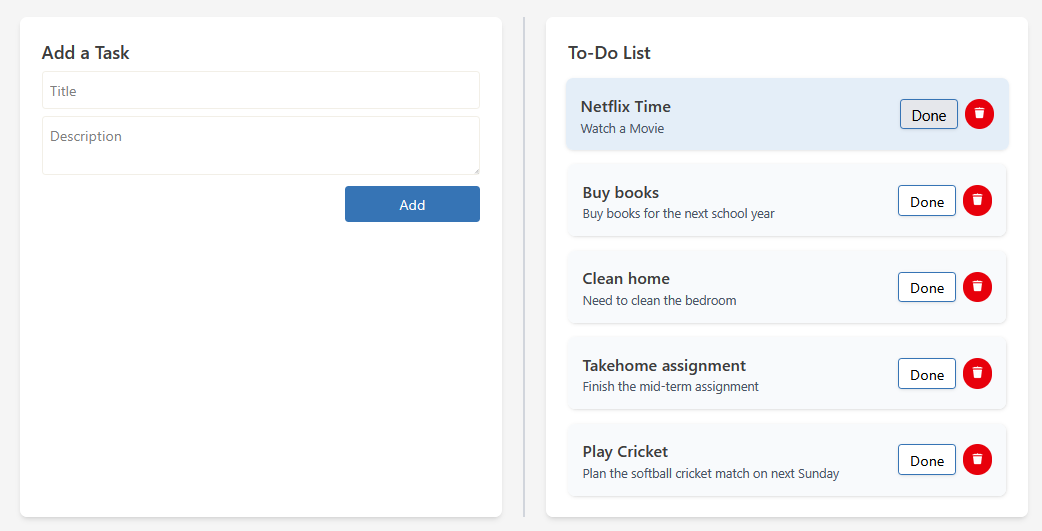 Add a Task
Title
Description
Add
To-Do List
Netflix Time
Watch a Movie
Done
Buy books
Buy books for the next school year
Done
Clean home
Need to clean the bedroom
Done
Takehome assignment
Finish the mid-term assignment
Done
Play Cricket
Plan the softball cricket match on next Sunday
Done